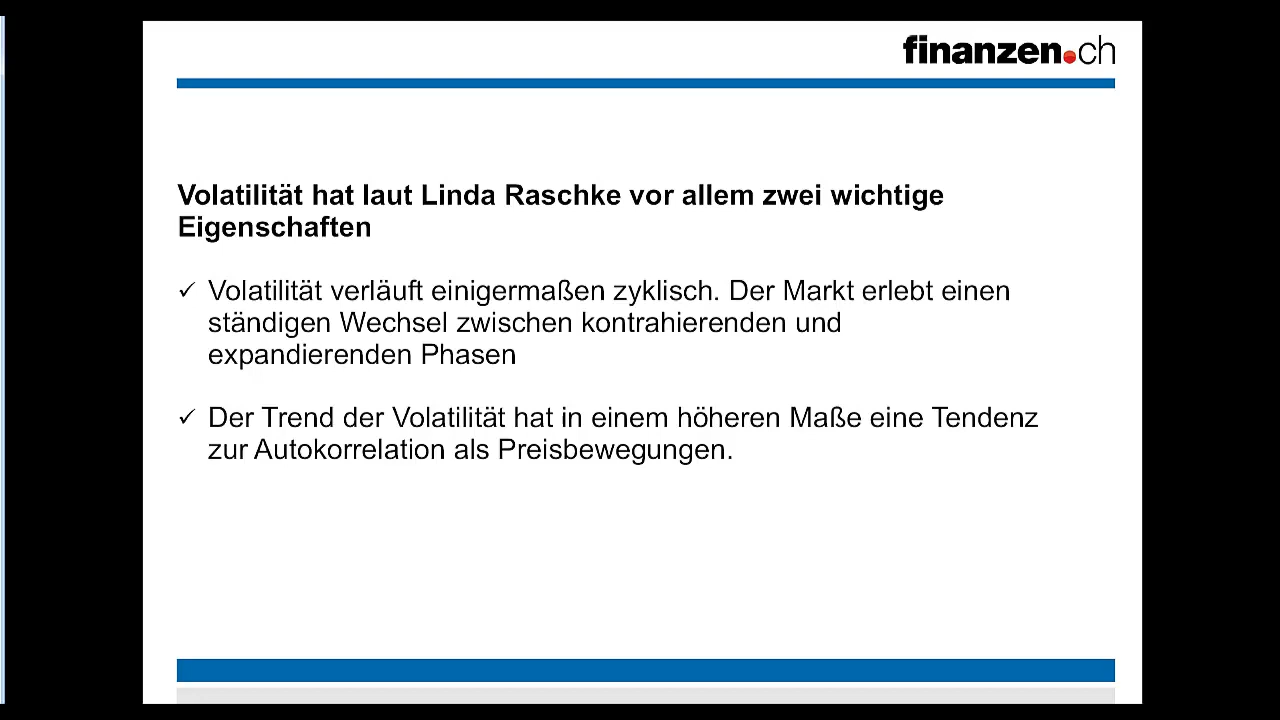 finanzen.ch
Volatilität hat laut Linda Raschke vor allem zwei wichtige
Eigenschaften
✓ Volatilität verläuft einigermaßen zyklisch. Der Markt erlebt einen
ständigen Wechsel zwischen kontrahierenden und
expandierenden Phasen
✓ Der Trend der Volatilität hat in einem höheren Maße eine Tendenz
zur Autokorrelation als Preisbewegungen.